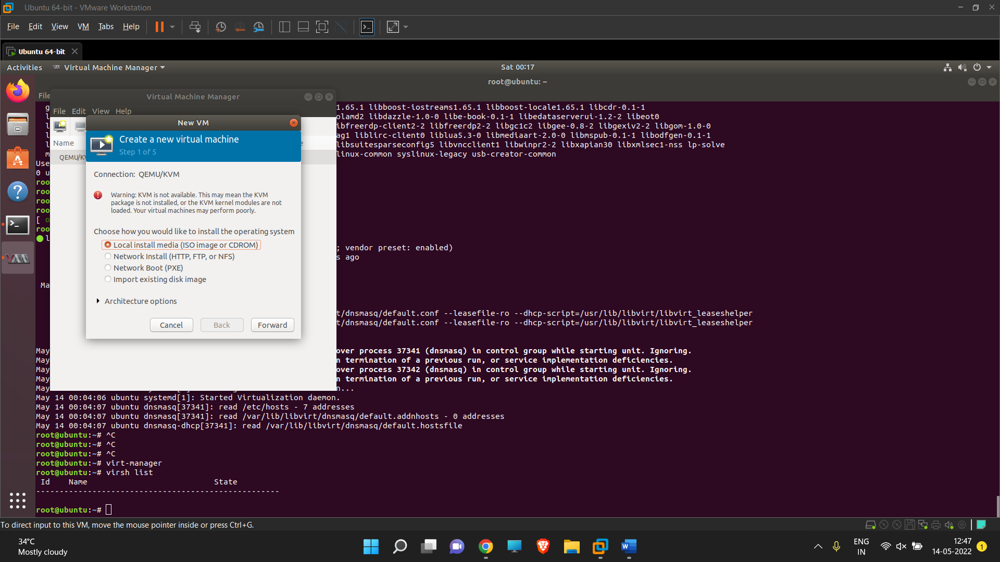 Ubuntu 64-bit - VMware Workstation
File Edit View VM Tabs Help
Ubuntu 64-bit
Activities Virtual Machine Manager Sat 00:17
root@ubuntu: ~
File
Virtual Machine Manager
File Edit View Help
New VM
Create a new virtual machine
Step 1 of 5
Name
QEMU/KV
Connection: QEMU/KVM
Warning: KVM is not available. This may mean the KVM
package is not installed, or the KVM kernel modules are not
loaded. Your virtual machines may perform poorly.
Choose how you would like to install the operating system
Local install media (ISO image or CDROM)
Network Install (HTTP, FTP, or NFS)
Network Boot (PXE)
Import existing disk image
Architecture options
Cancel Back Forward
1.65.1 libboost-iostreams1.65.1 libboost-locale1.65.1 libcdr-0.1-1
olamd2 libdazzle-1.0-0 libe-book-0.1-1 libedataserverui-1.2-2 libeot0
ibfreerdp-client2-2 libfreerdp2-2 libgc1c2 libgee-0.8-2 libgexiv2-2 libgom-1.0-0
ag1 liblirc-client0 liblua5.3-0 libmediaart-2.0-0 libmspub-0.1-1 libodfgen-0.1-1
libsuitesparseconfig5 libvncclient1 libwinpr2-2 libxapian30 libxmlsec1-nss lp-solve
linux-common syslinux-legacy usb-creator-common
Use
0 u
roo
roo
roo
roo
[ o
roo
l
; vendor preset: enabled)
s ago
Ma
t/dnsmasq/default.conf --leasefile-ro --dhcp-script=/usr/lib/libvirt/libvirt_leaseshelper
t/dnsmasq/default.conf --leasefile-ro --dhcp-script=/usr/lib/libvirt/libvirt_leaseshelper
May over process 37341 (dnsmasq) in control group while starting unit. Ignoring.
May n termination of a previous run, or service implementation deficiencies.
May over process 37342 (dnsmasq) in control group while starting unit. Ignoring.
May n termination of a previous run, or service implementation deficiencies.
May n...
May 14 00:04:06 ubuntu systemd[1]: Started Virtualization daemon.
May 14 00:04:07 ubuntu dnsmasq[37341]: read /etc/hosts - 7 addresses
May 14 00:04:07 ubuntu dnsmasq[37341]: read /var/lib/libvirt/dnsmasq/default.addnhosts - 0 addresses
May 14 00:04:07 ubuntu dnsmasq-dhcp[37341]: read /var/lib/libvirt/dnsmasq/default.hostsfile
root@ubuntu:~# ^C
root@ubuntu:~# ^C
root@ubuntu:~# ^C
root@ubuntu:~# virt-manager
root@ubuntu:~# virsh list
Id Name State
----------------------------------------------------
root@ubuntu:~#
To direct input to this VM, move the mouse pointer inside or press Ctrl+G.
34°C
Mostly cloudy
ENG
IN
12:47
14-05-2022
1